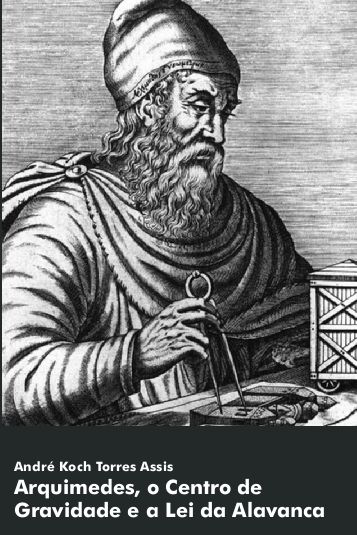 André Koch Torres Assis
Arquimedes, o Centro de
Gravidade e a Lei da Alavanca